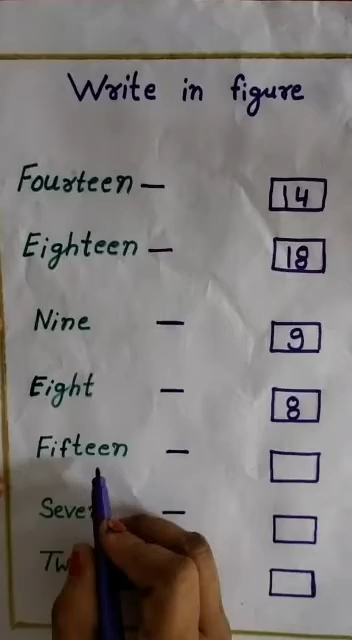 Write in figure
Fourteen — 14
Eighteen — 18
Nine — 9
Eight — 8
Fifteen —
—